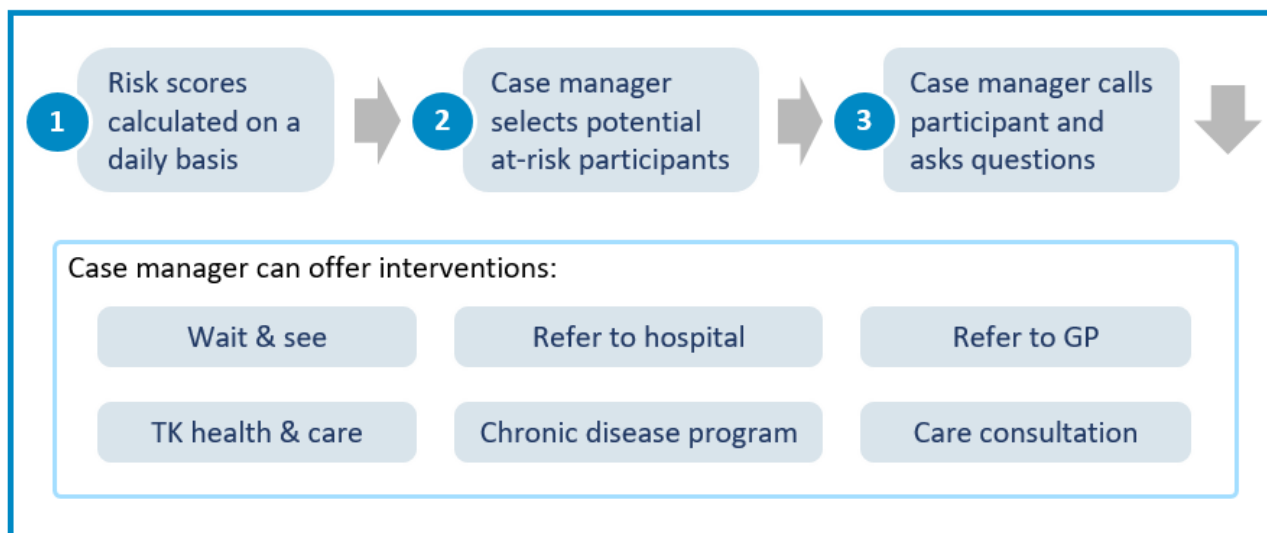 1
Risk scores
calculated on a
daily basis
2
Case manager
selects potential
at-risk participants
3
Case manager calls
participant and
asks questions
Case manager can offer interventions:
Wait & see
Refer to hospital
Refer to GP
TK health & care
Chronic disease program
Care consultation